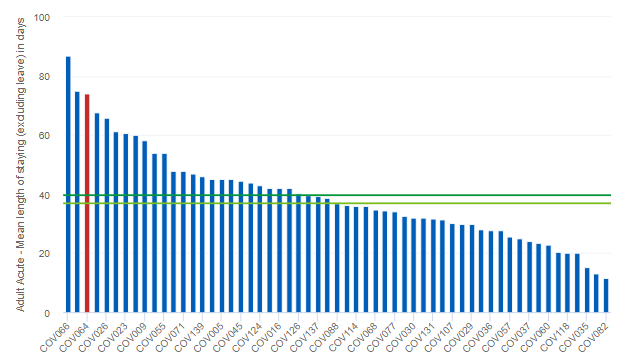 Adult Acute - Mean length of staying (excluding leave) in days
100
80
60
40
20
0
COV066
COV064
COV026
COV023
COV009
COV055
COV071
COV139
COV005
COV045
COV124
COV016
COV126
COV137
COV088
COV114
COV068
COV077
COV030
COV131
COV107
COV029
COV036
COV057
COV037
COV060
COV118
COV035
COV082